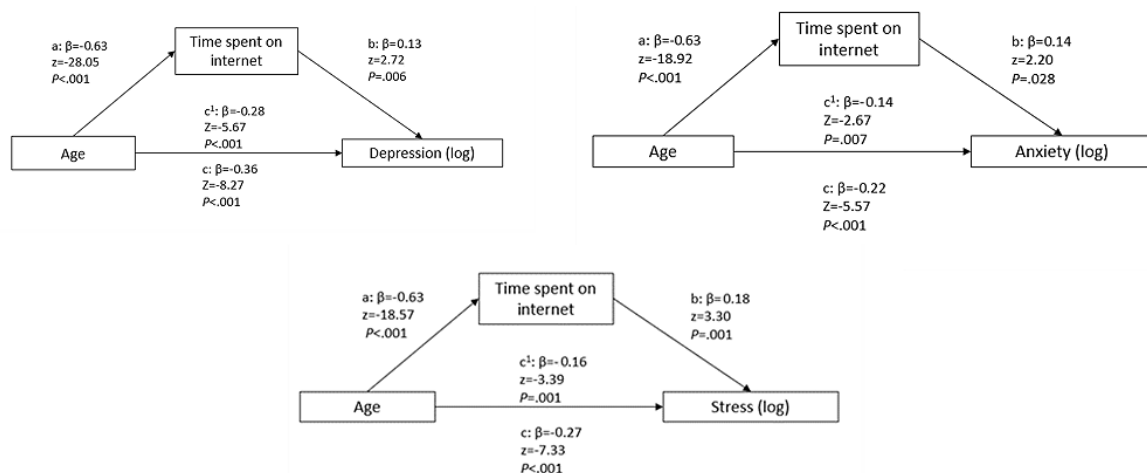 a: β=-0.63
z=-28.05
P<.001
Time spent on
internet
b: β=0.13
z=2.72
P=.006
c¹: β=-0.28
Z=-5.67
P<.001
Age
Depression (log)
c: β=-0.36
Z=-8.27
P<.001
a: β=-0.63
z=-18.92
P<.001
Time spent on
internet
b: β=0.14
z=2.20
P=.028
c¹: β=-0.14
Z=-2.67
P=.007
Age
Anxiety (log)
c: β=-0.22
Z=-5.57
P<.001
a: β=-0.63
z=-18.57
P<.001
Time spent on
internet
b: β=0.18
z=3.30
P=.001
c¹: β=-0.16
z=-3.39
P=.001
Age
Stress (log)
c: β=-0.27
z=-7.33
P<.001